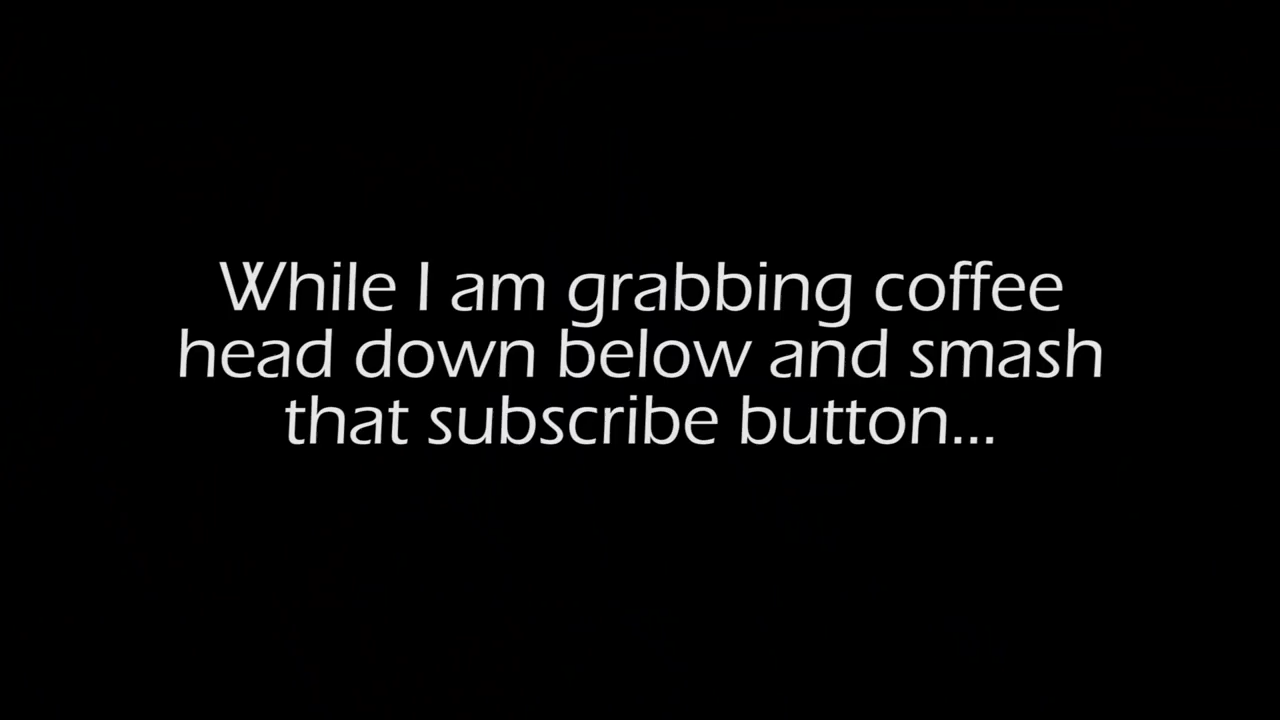 While I am grabbing coffee
head down below and smash
that subscribe button...